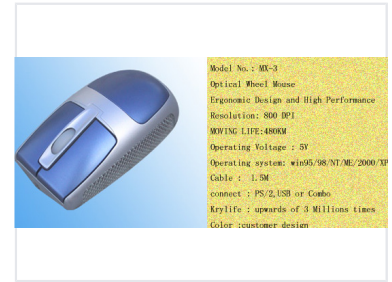 Model No.: MX-3
Optical Wheel Mouse
Ergonomic Design and High Performance
Resolution: 800 DPI
MOVING LIFE:480KM
Operating Voltage : 5V
Operating system: win95/98/NT/ME/2000/XP
Cable : 1.5M
connect : PS/2,USB or Combo
Krylife : upwards of 3 Millions times
Color :customer design